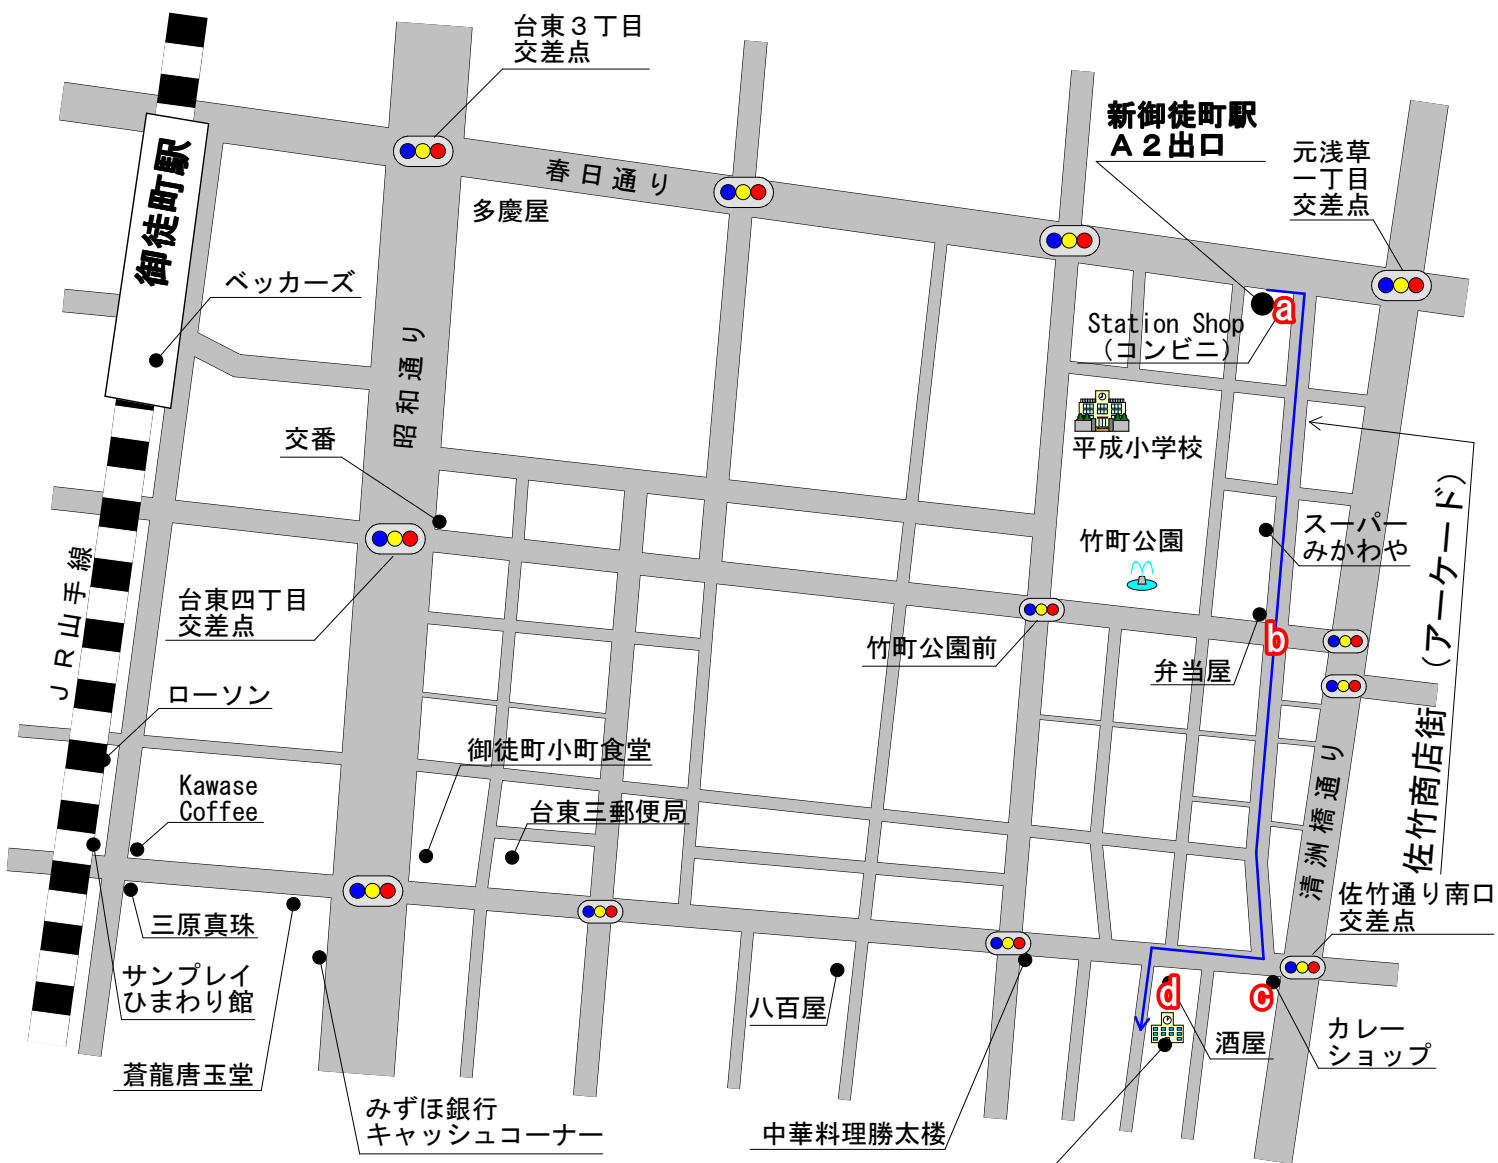 台東３丁目
交差点
新御徒町駅
Ａ２出口
元浅草
一丁目
交差点
御徒町駅
春日通り
多慶屋
ベッカーズ
a
Station Shop
（コンビニ）
昭和通り
平成小学校
交番
スーパー
みかわや
竹町公園
佐竹商店街（アーケード）
ＪＲ山手線
台東四丁目
交差点
竹町公園前
b
弁当屋
ローソン
御徒町小町食堂
Kawase
Coffee
台東三郵便局
清洲橋通り
佐竹通り南口
交差点
三原真珠
サンプレイ
ひまわり館
八百屋
d
c
酒屋
カレー
ショップ
蒼龍唐玉堂
みずほ銀行
キャッシュコーナー
中華料理勝太楼